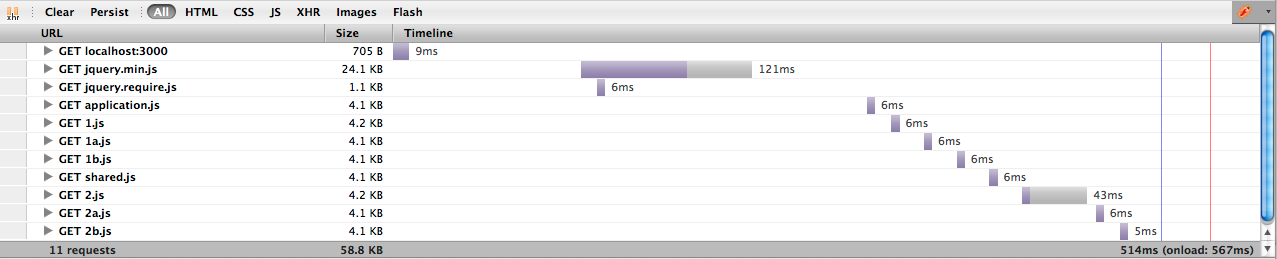 xhr Clear Persist All HTML CSS JS XHR Images Flash
URL Size Timeline
GET localhost:3000 705 B 9ms
GET jquery.min.js 24.1 KB 121ms
GET jquery.require.js 1.1 KB 6ms
GET application.js 4.1 KB 6ms
GET 1.js 4.2 KB 6ms
GET 1a.js 4.1 KB 6ms
GET 1b.js 4.1 KB 6ms
GET shared.js 4.1 KB 6ms
GET 2.js 4.2 KB 43ms
GET 2a.js 4.1 KB 6ms
GET 2b.js 4.1 KB 5ms
11 requests 58.8 KB 514ms (onload: 567ms)